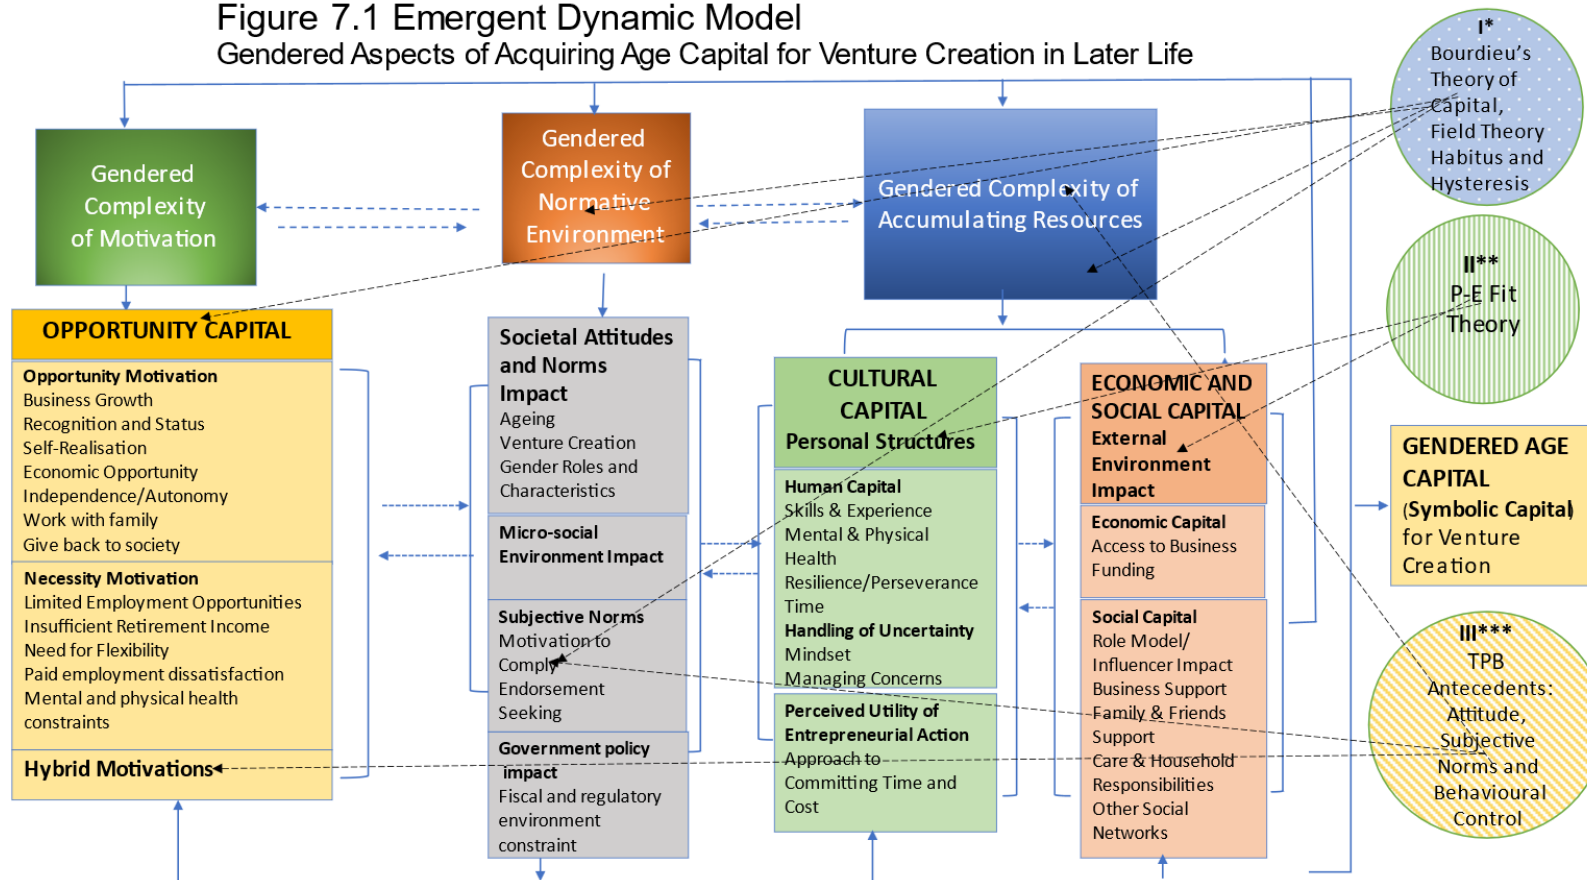 Figure 7.1 Emergent Dynamic Model
Gendered Aspects of Acquiring Age Capital for Venture Creation in Later Life
Gendered
Complexity
of Motivation
Gendered
Complexity of
Normative
Environment
Gendered Complexity of
Accumulating Resources
I*
Bourdieu's
Theory of
Capital,
Field Theory
Habitus and
Hysteresis
II**
P-E Fit
Theory
GENDERED AGE
CAPITAL
(Symbolic Capital)
for Venture
Creation
III***
TPB
Antecedents:
Attitude,
Subjective
Norms and
Behavioural
Control
OPPORTUNITY CAPITAL
Opportunity Motivation
Business Growth
Recognition and Status
Self-Realisation
Economic Opportunity
Independence/Autonomy
Work with family
Give back to society
Necessity Motivation
Limited Employment Opportunities
Insufficient Retirement Income
Need for Flexibility
Paid employment dissatisfaction
Mental and physical health
constraints
Hybrid Motivations
Societal Attitudes
and Norms
Impact
Ageing
Venture Creation
Gender Roles and
Characteristics
Micro-social
Environment Impact
Subjective Norms
Motivation to
Comply
Endorsement
Seeking
Government policy
impact
Fiscal and regulatory
environment
constraint
CULTURAL
CAPITAL
Personal Structures
Human Capital
Skills & Experience
Mental & Physical
Health
Resilience/Perseverance
Time
Handling of Uncertainty
Mindset
Managing Concerns
Perceived Utility of
Entrepreneurial Action
Approach to
Committing Time and
Cost
ECONOMIC AND
SOCIAL CAPITAL
External
Environment
Impact
Economic Capital
Access to Business
Funding
Social Capital
Role Model/
Influencer Impact
Business Support
Family & Friends
Support
Care & Household
Responsibilities
Other Social
Networks